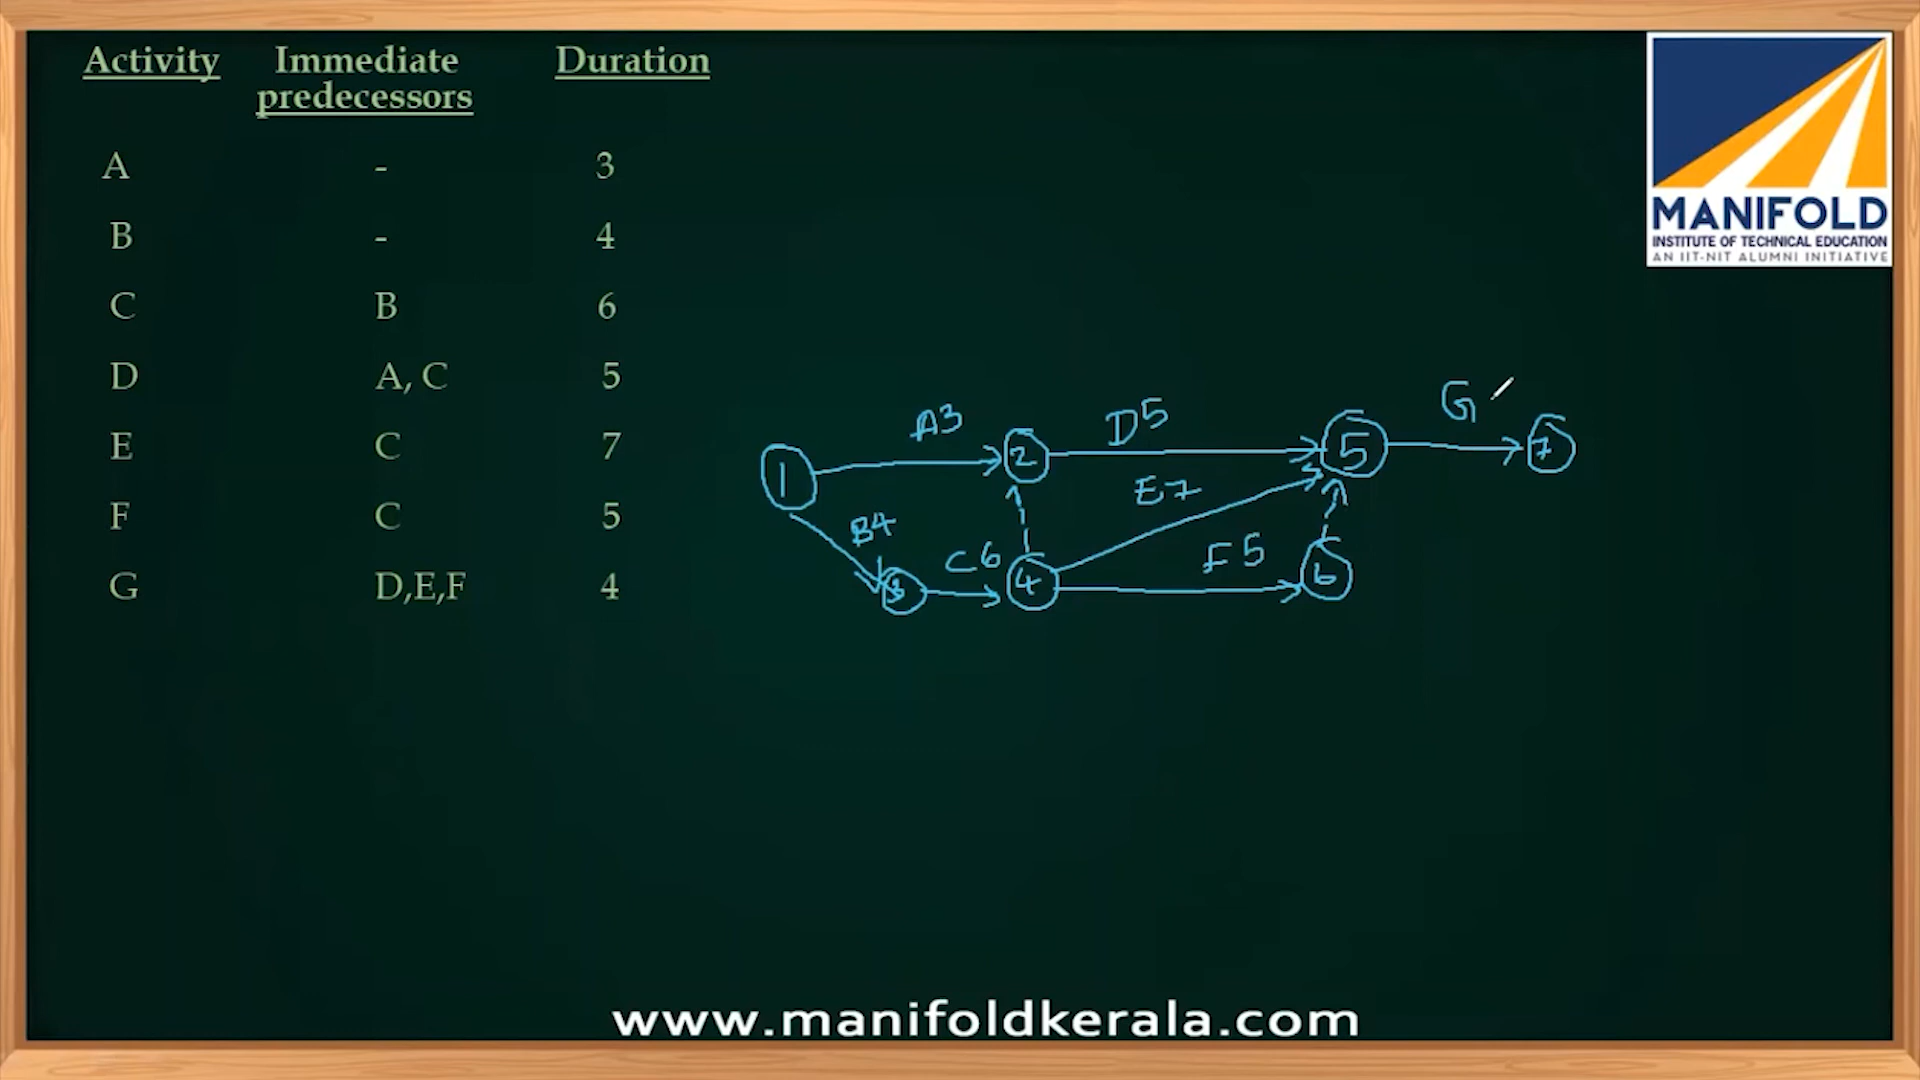 Activity Immediate predecessors Duration
A - 3
B - 4
C B 6
D A, C 5
E C 7
F C 5
G D,E,F 4
A3
D5
G
1
2
5
7
E7
B4
C6
F5
3
4
6
MANIFOLD
INSTITUTE OF TECHNICAL EDUCATION
AN IIT-NIT ALUMNI INITIATIVE
www.manifoldkerala.com